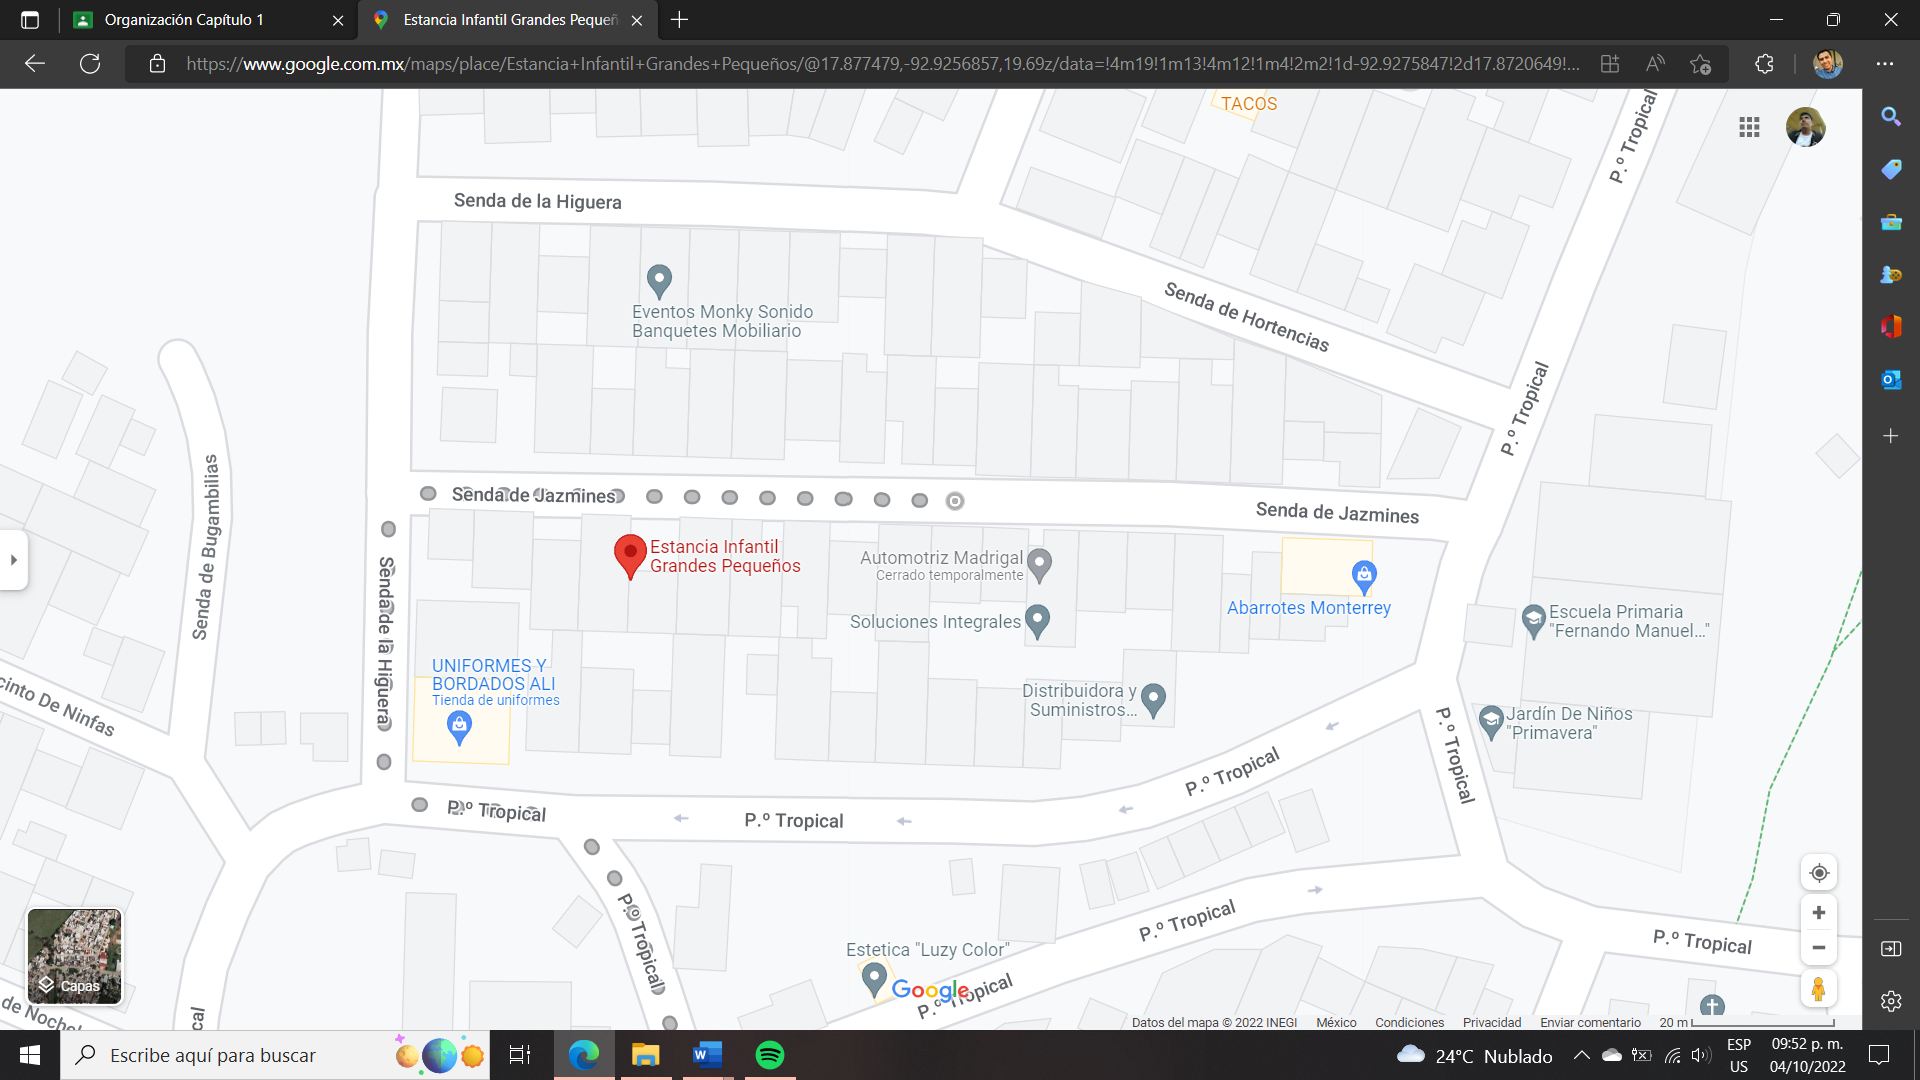 Organización Capítulo 1
Estancia Infantil Grandes Pequeñ
https://www.google.com.mx/maps/place/Estancia+Infantil+Grandes+Pequeños/@17.877479,-92.9256857,19.69z/data=!4m19!1m13!4m12!1m4!2m2!1d-92.9275847!2d17.8720649!...
TACOS
P.º Tropical
Senda de la Higuera
Eventos Monky Sonido
Banquetes Mobiliario
Senda de Hortencias
P.º Tropical
Senda de Bugambilias
Senda de Jazmines
Senda de Jazmines
Estancia Infantil
Grandes Pequeños
Automotriz Madrigal
Cerrado temporalmente
Soluciones Integrales
Abarrotes Monterrey
Escuela Primaria
"Fernando Manuel..."
Senda de la Higuera
UNIFORMES Y
BORDADOS ALI
Tienda de uniformes
Distribuidora y
Suministros...
Jardín De Niños
"Primavera"
cinto De Ninfas
P.º Tropical
P.º Tropical
P.º Tropical
P.º Tropical
P.º Tropical
P.º Tropical
P.º Tropical
Estetica "Luzy Color"
Google
P.º Tropical
Capas
de Noche
cal
Datos del mapa © 2022 INEGI México Condiciones Privacidad Enviar comentario 20 m
Escribe aquí para buscar
24°C Nublado
ESP
US
09:52 p. m.
04/10/2022